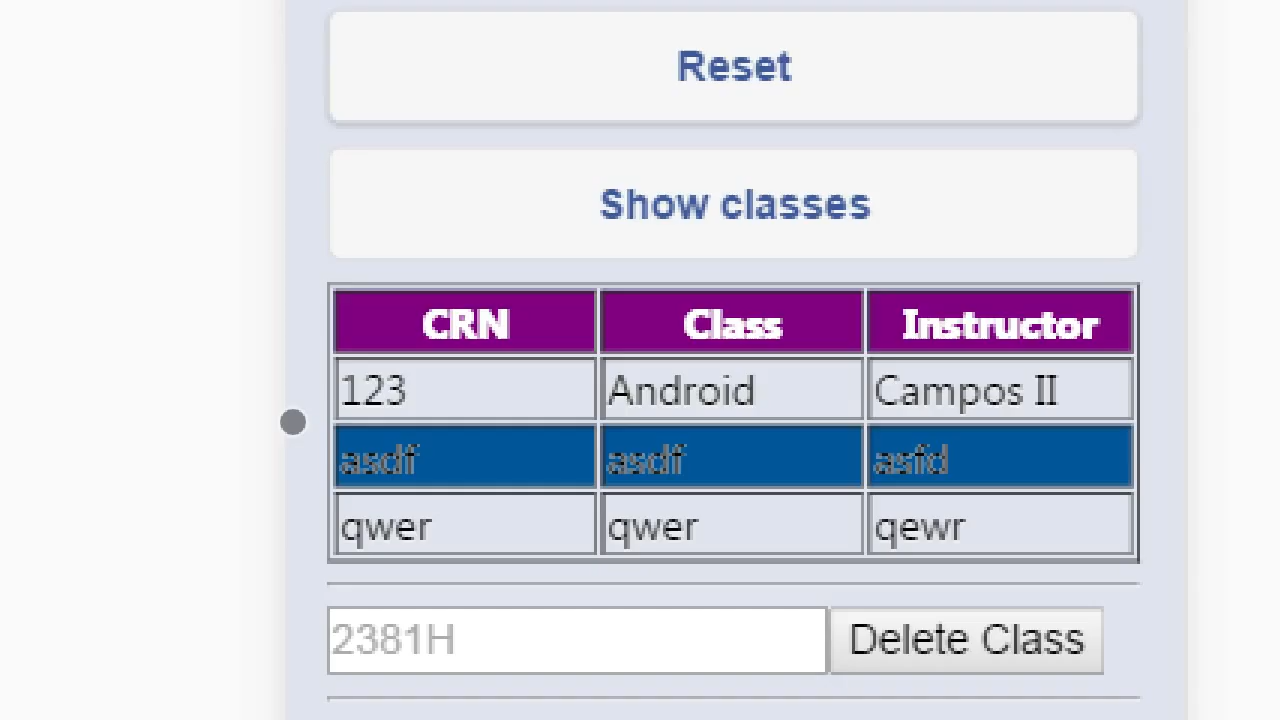 Reset
Show classes
CRN Class Instructor
123 Android Campos II
asdf asdf asfd
qwer qwer qewr
2381H Delete Class